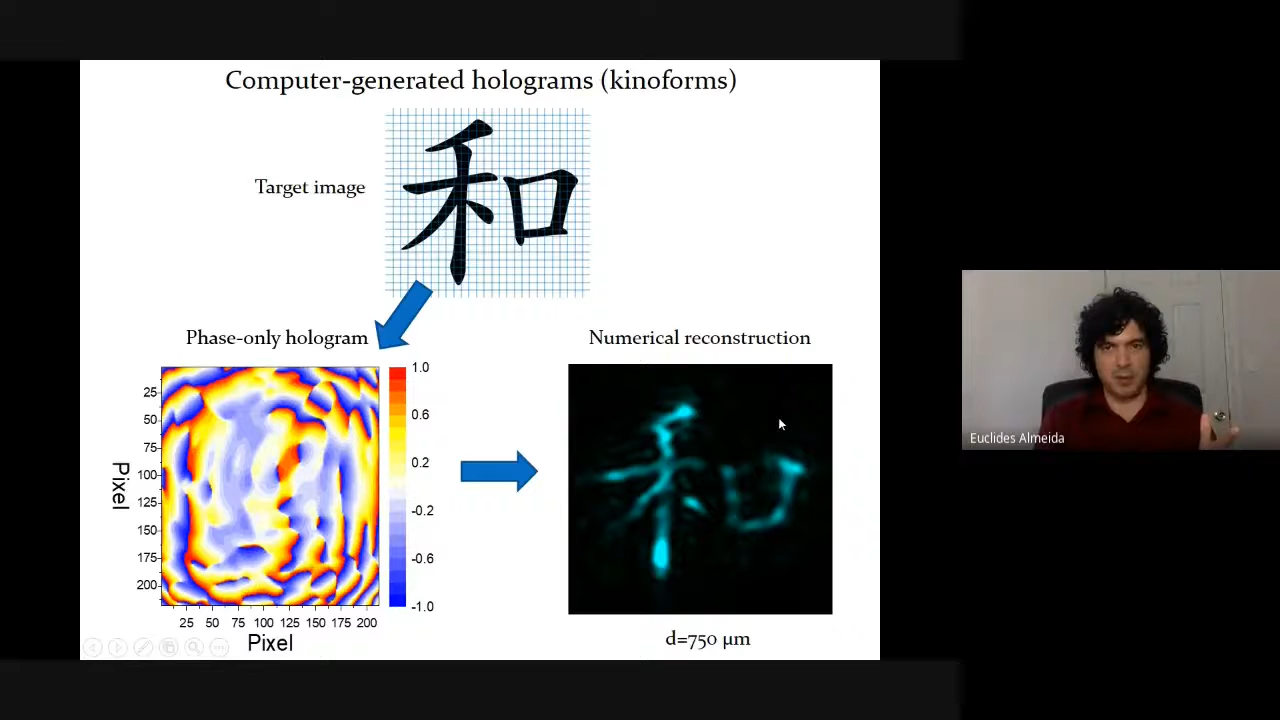 Computer-generated holograms (kinoforms)
Target image
和
Phase-only hologram
Numerical reconstruction
和
1.0
0.6
0.2
-0.2
-0.6
-1.0
Pixel
25
50
75
100
125
150
175
200
25 50 75 100 125 150 175 200
Pixel
d=750 µm
Euclides Almeida